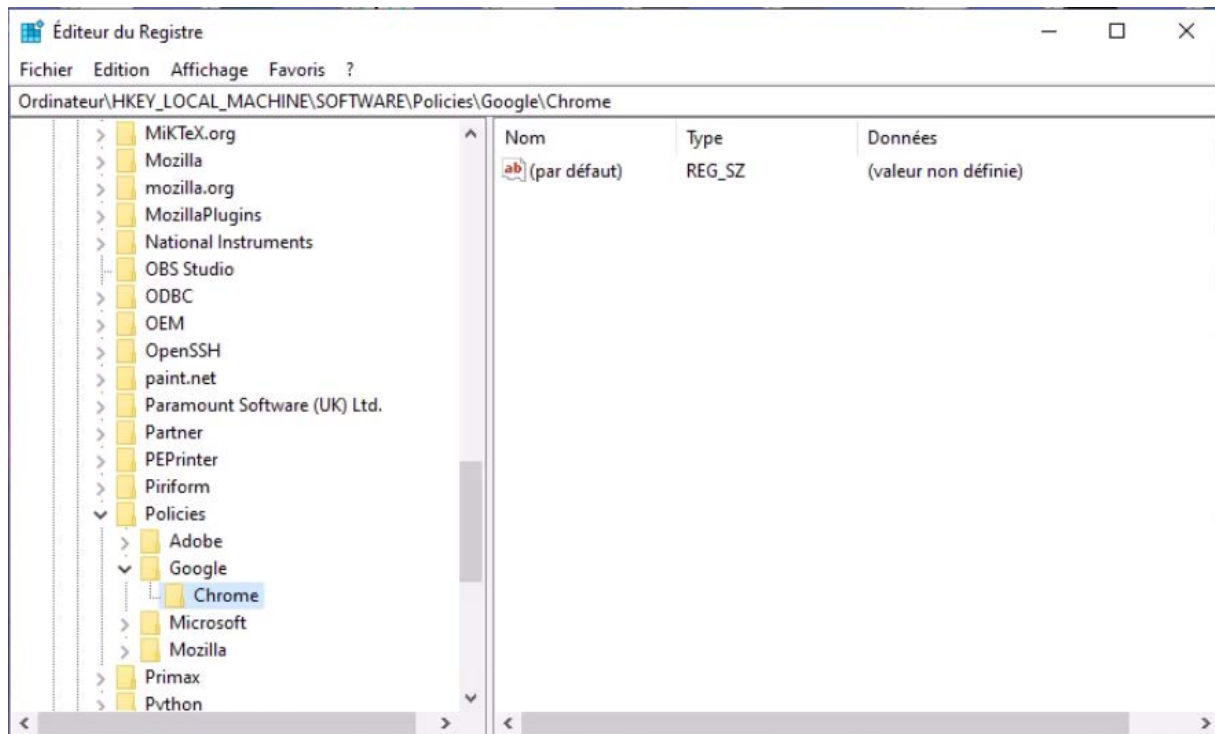 Éditeur du Registre
Fichier Edition Affichage Favoris ?
Ordinateur\HKEY_LOCAL_MACHINE\SOFTWARE\Policies\Google\Chrome
MiKTeX.org
Mozilla
mozilla.org
MozillaPlugins
National Instruments
OBS Studio
ODBC
OEM
OpenSSH
paint.net
Paramount Software (UK) Ltd.
Partner
PEPrinter
Piriform
Policies
Adobe
Google
Chrome
Microsoft
Mozilla
Primax
Python
Nom Type Données
ab (par défaut) REG_SZ (valeur non définie)